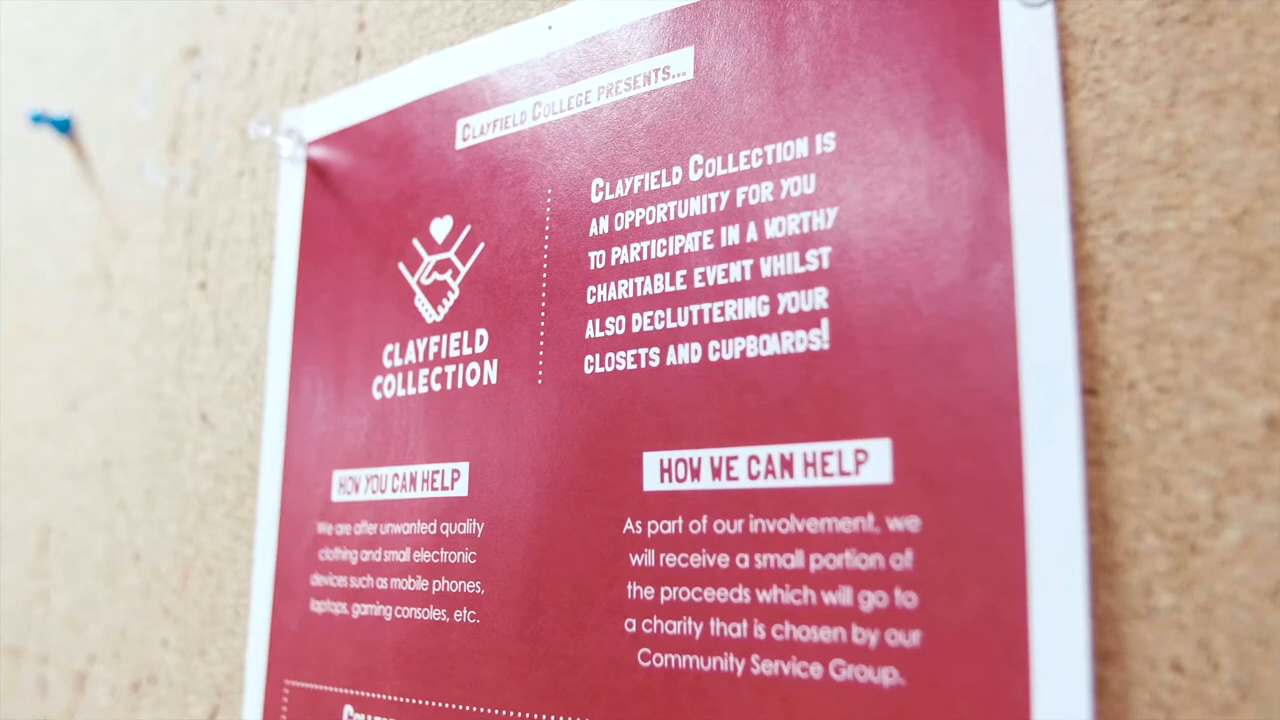 CLAYFIELD COLLEGE PRESENTS...
CLAYFIELD COLLECTION IS
AN OPPORTUNITY FOR YOU
TO PARTICIPATE IN A WORTHY
CHARITABLE EVENT WHILST
ALSO DECLUTTERING YOUR
CLOSETS AND CUPBOARDS!
CLAYFIELD
COLLECTION
HOW YOU CAN HELP
We are after unwanted quality
clothing and small electronic
devices such as mobile phones,
laptops, gaming consoles, etc.
HOW WE CAN HELP
As part of our involvement, we
will receive a small portion of
the proceeds which will go to
a charity that is chosen by our
Community Service Group.